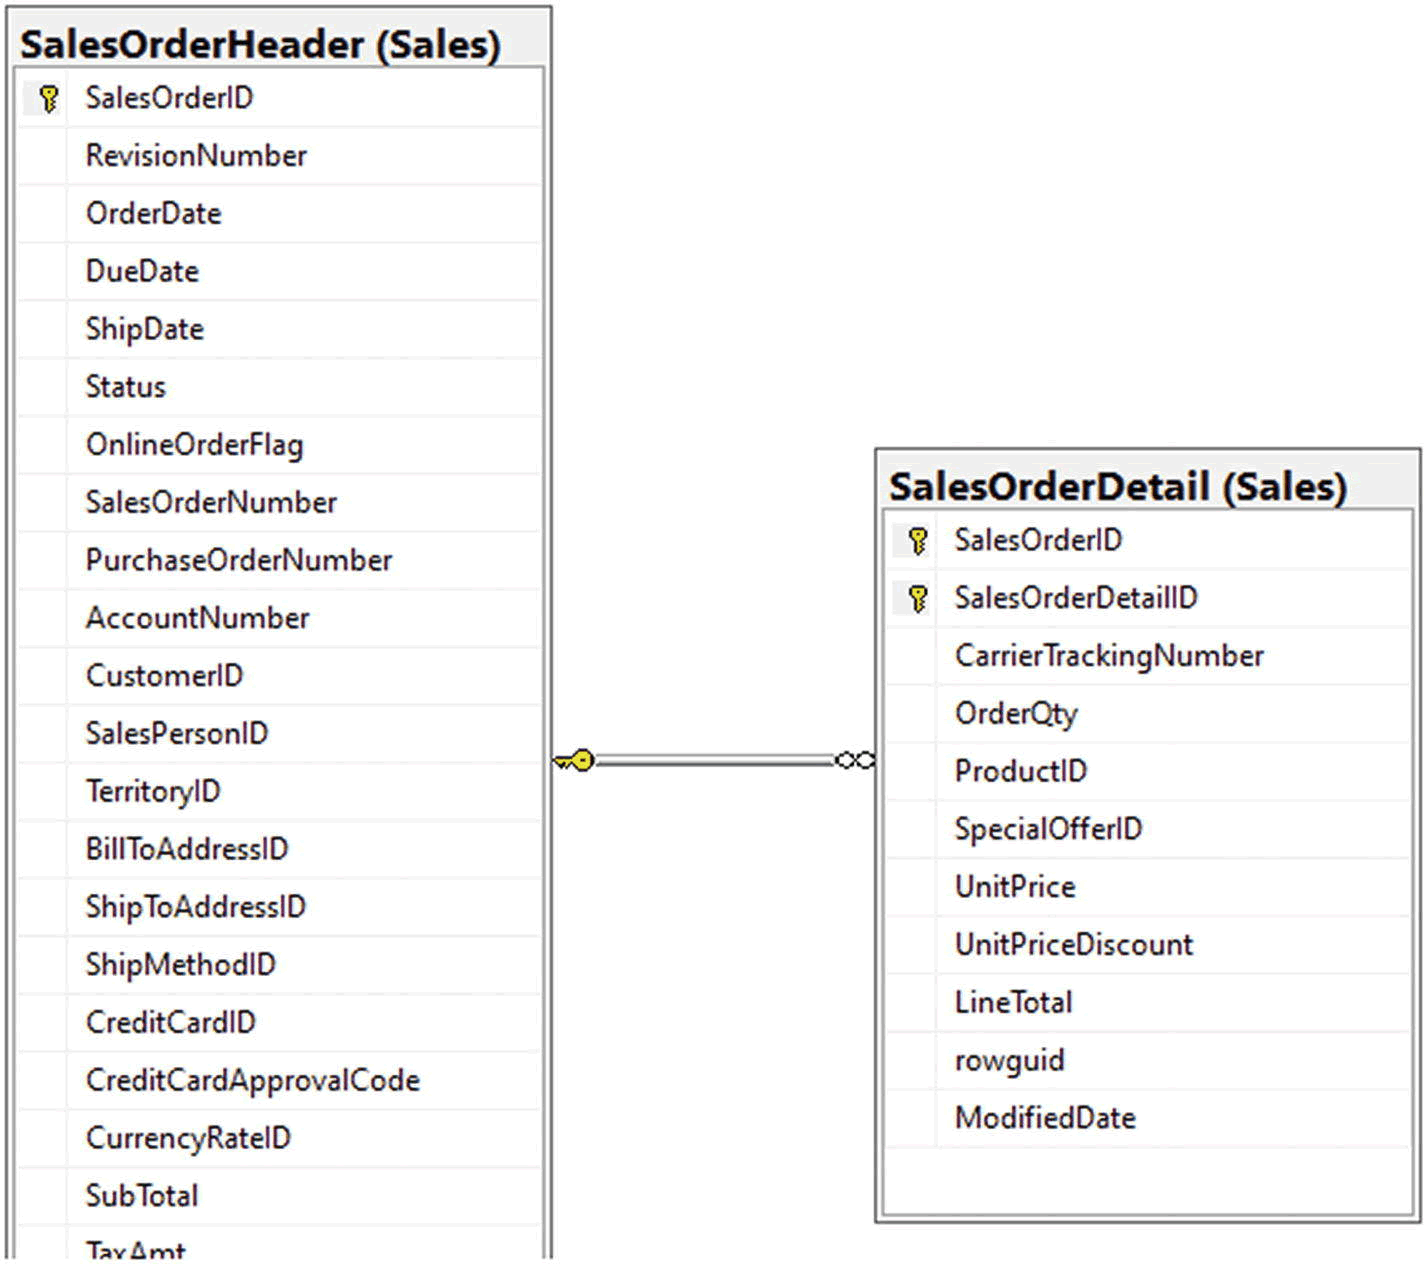 SalesOrderHeader (Sales)
SalesOrderID
RevisionNumber
OrderDate
DueDate
ShipDate
Status
OnlineOrderFlag
SalesOrderNumber
PurchaseOrderNumber
AccountNumber
CustomerID
SalesPersonID
TerritoryID
BillToAddressID
ShipToAddressID
ShipMethodID
CreditCardID
CreditCardApprovalCode
CurrencyRateID
SubTotal
TaxAmt
SalesOrderDetail (Sales)
SalesOrderID
SalesOrderDetailID
CarrierTrackingNumber
OrderQty
ProductID
SpecialOfferID
UnitPrice
UnitPriceDiscount
LineTotal
rowguid
ModifiedDate